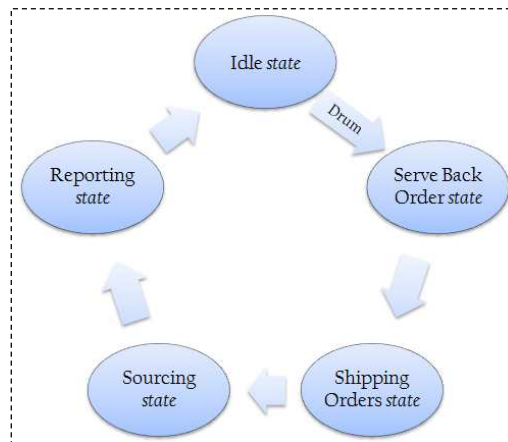 Idle state
Drum
Serve Back
Order state
Shipping
Orders state
Sourcing
state
Reporting
state